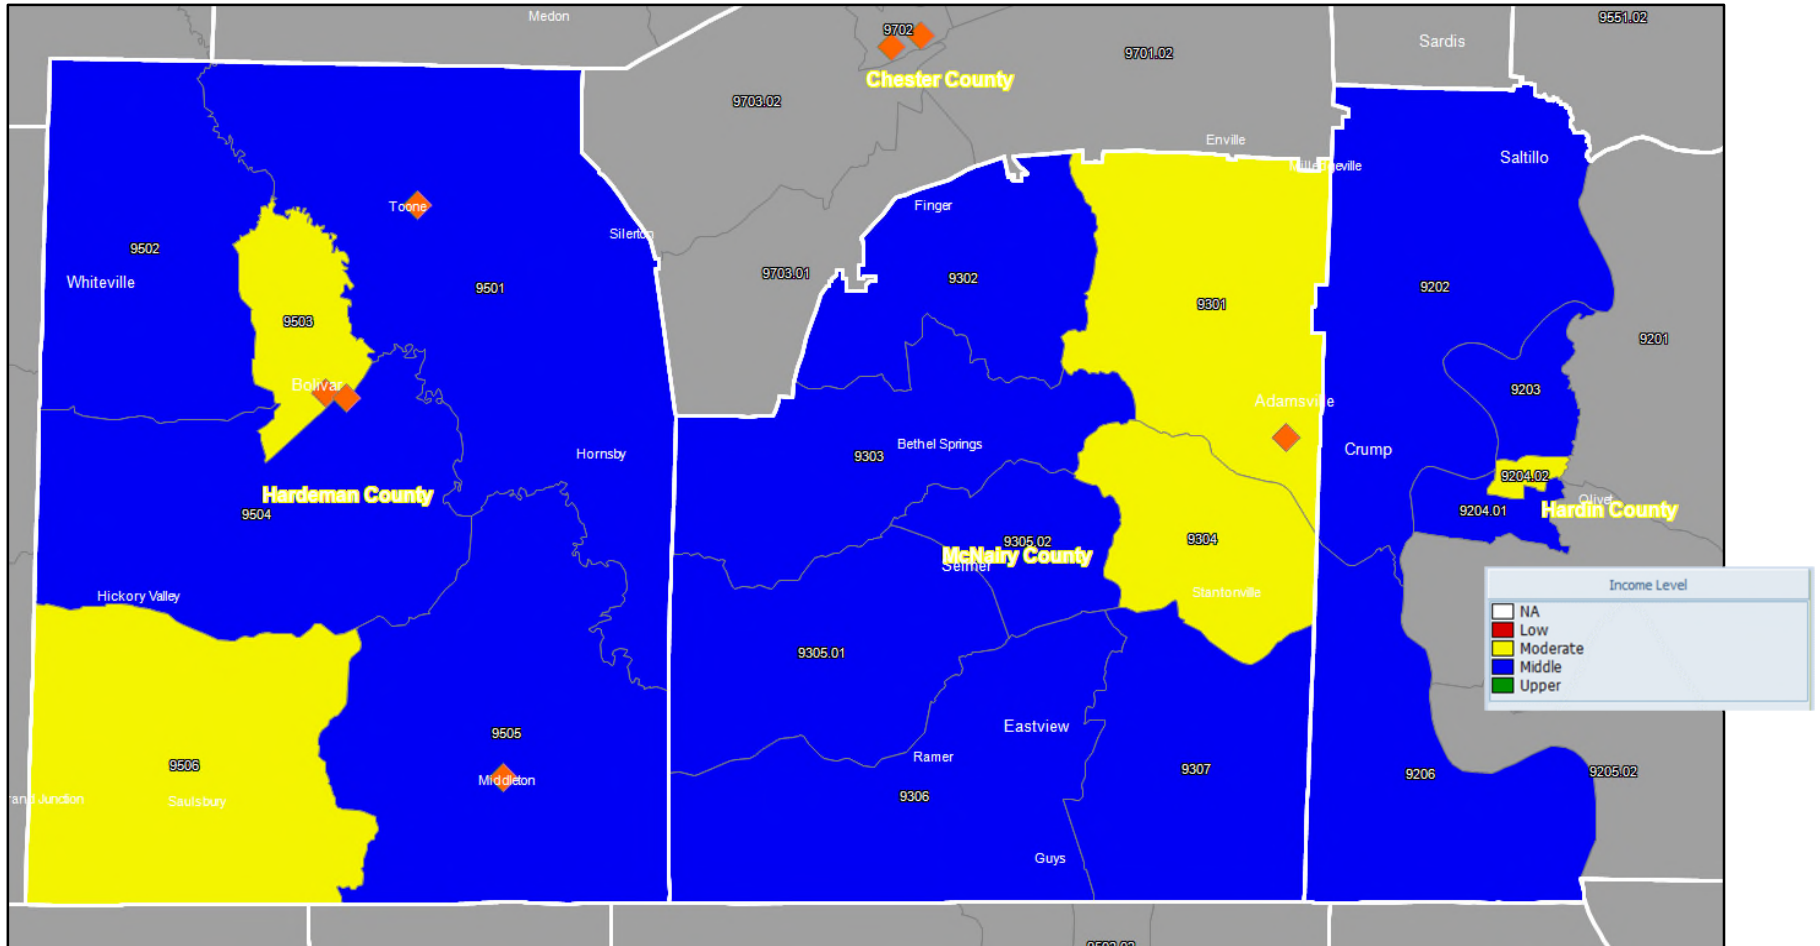 Medon
9702
9551.02
Sardis
9701.02
Chester County
9703.02
Enville
Saltillo
Toone
Finger
Silerton
9502
Whiteville
9501
9703.01
9302
9301
9202
9503
9201
Bolivar
9203
Adamsville
Bethel Springs
Crump
Hornsby
9303
9204.02
Hardeman County
Olivet
9504
9204.01
Hardin County
9305.02
9304
McNairy County
Selmer
Hickory Valley
Stantonville
Income Level
NA
Low
Moderate
Middle
Upper
9305.01
Eastview
9505
Ramer
9506
9307
9206
9205.02
Middleton
9306
rand Junction
Saulsbury
Guys